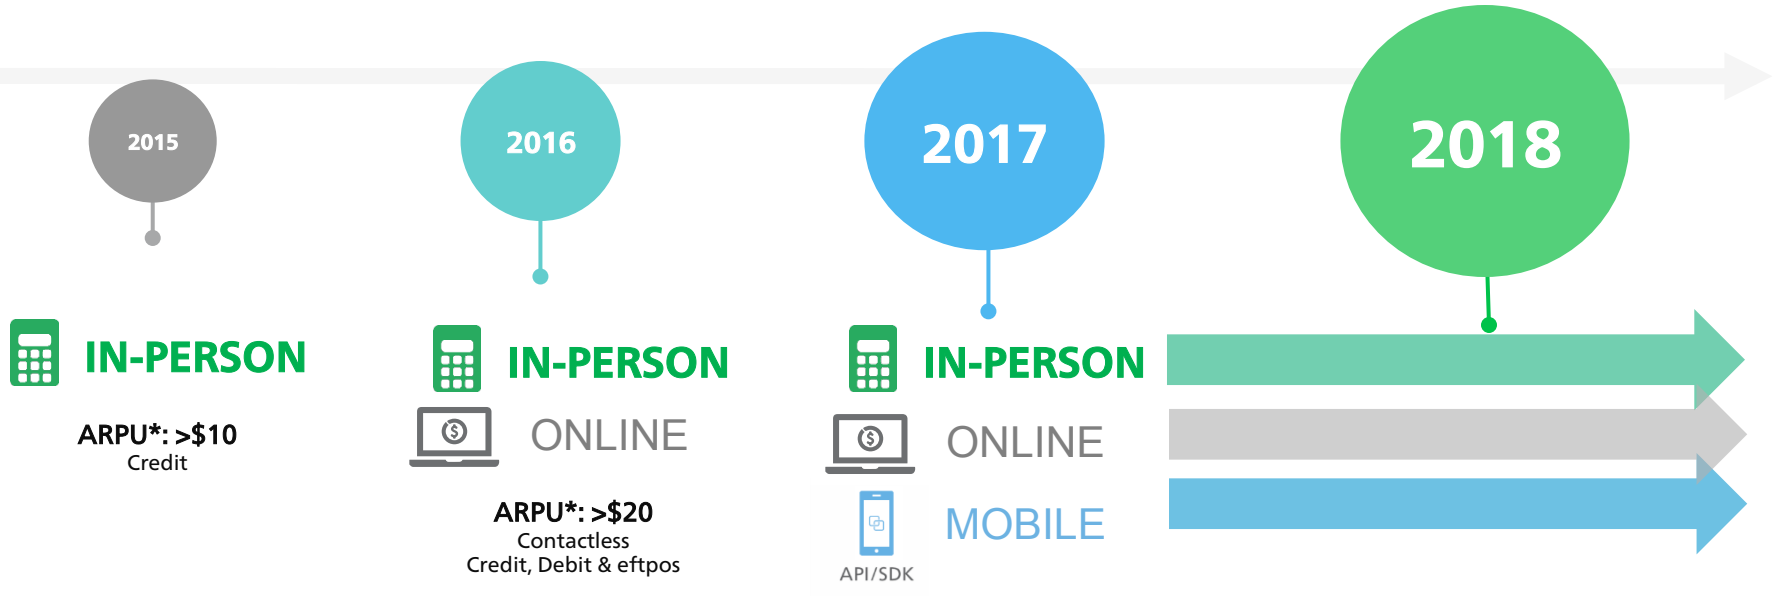 2015
2016
2017
2018
IN-PERSON
ARPU*: >$10
Credit
IN-PERSON
ONLINE
ARPU*: >$20
Contactless
Credit, Debit & eftpos
IN-PERSON
ONLINE
MOBILE
API/SDK